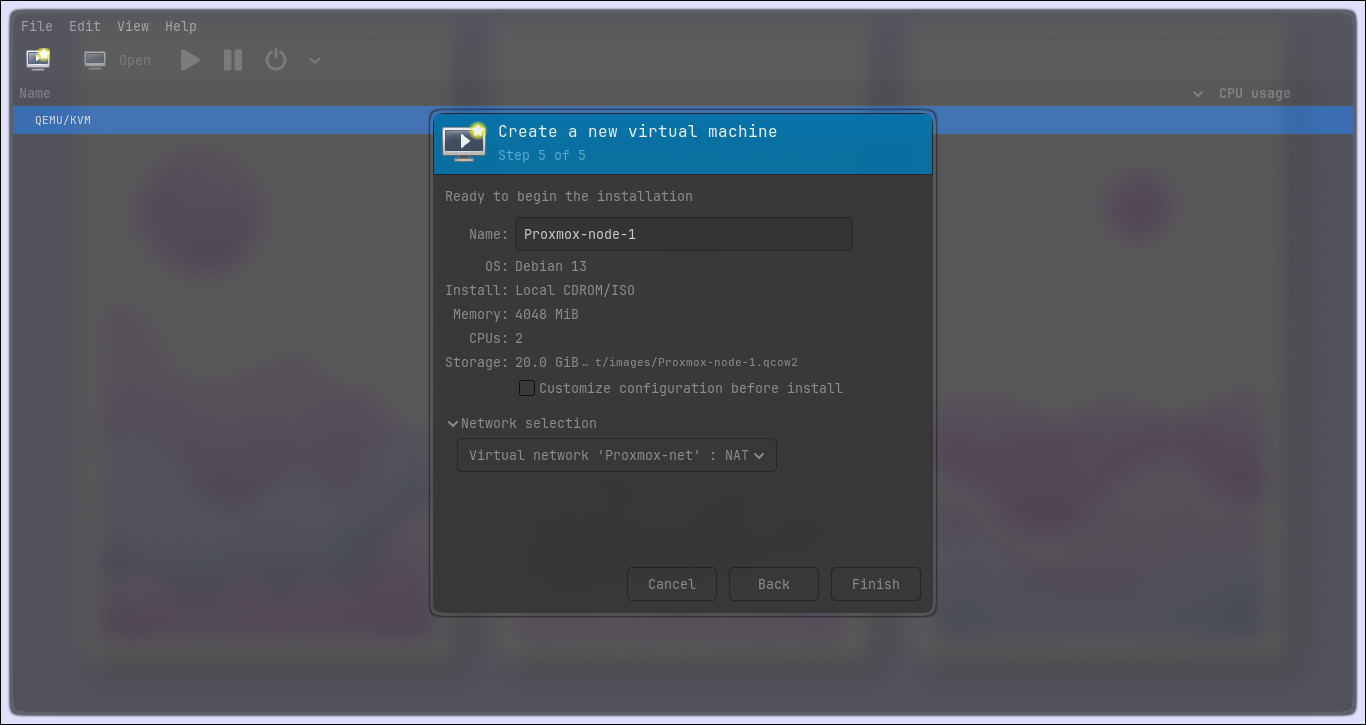 File Edit View Help
Open
Name CPU usage
QEMU/KVM
Create a new virtual machine
Step 5 of 5
Ready to begin the installation
Name: Proxmox-node-1
OS: Debian 13
Install: Local CDROM/ISO
Memory: 4048 MiB
CPUs: 2
Storage: 20.0 GiB… t/images/Proxmox-node-1.qcow2
Customize configuration before install
Network selection
Virtual network 'Proxmox-net' : NAT
Cancel Back Finish